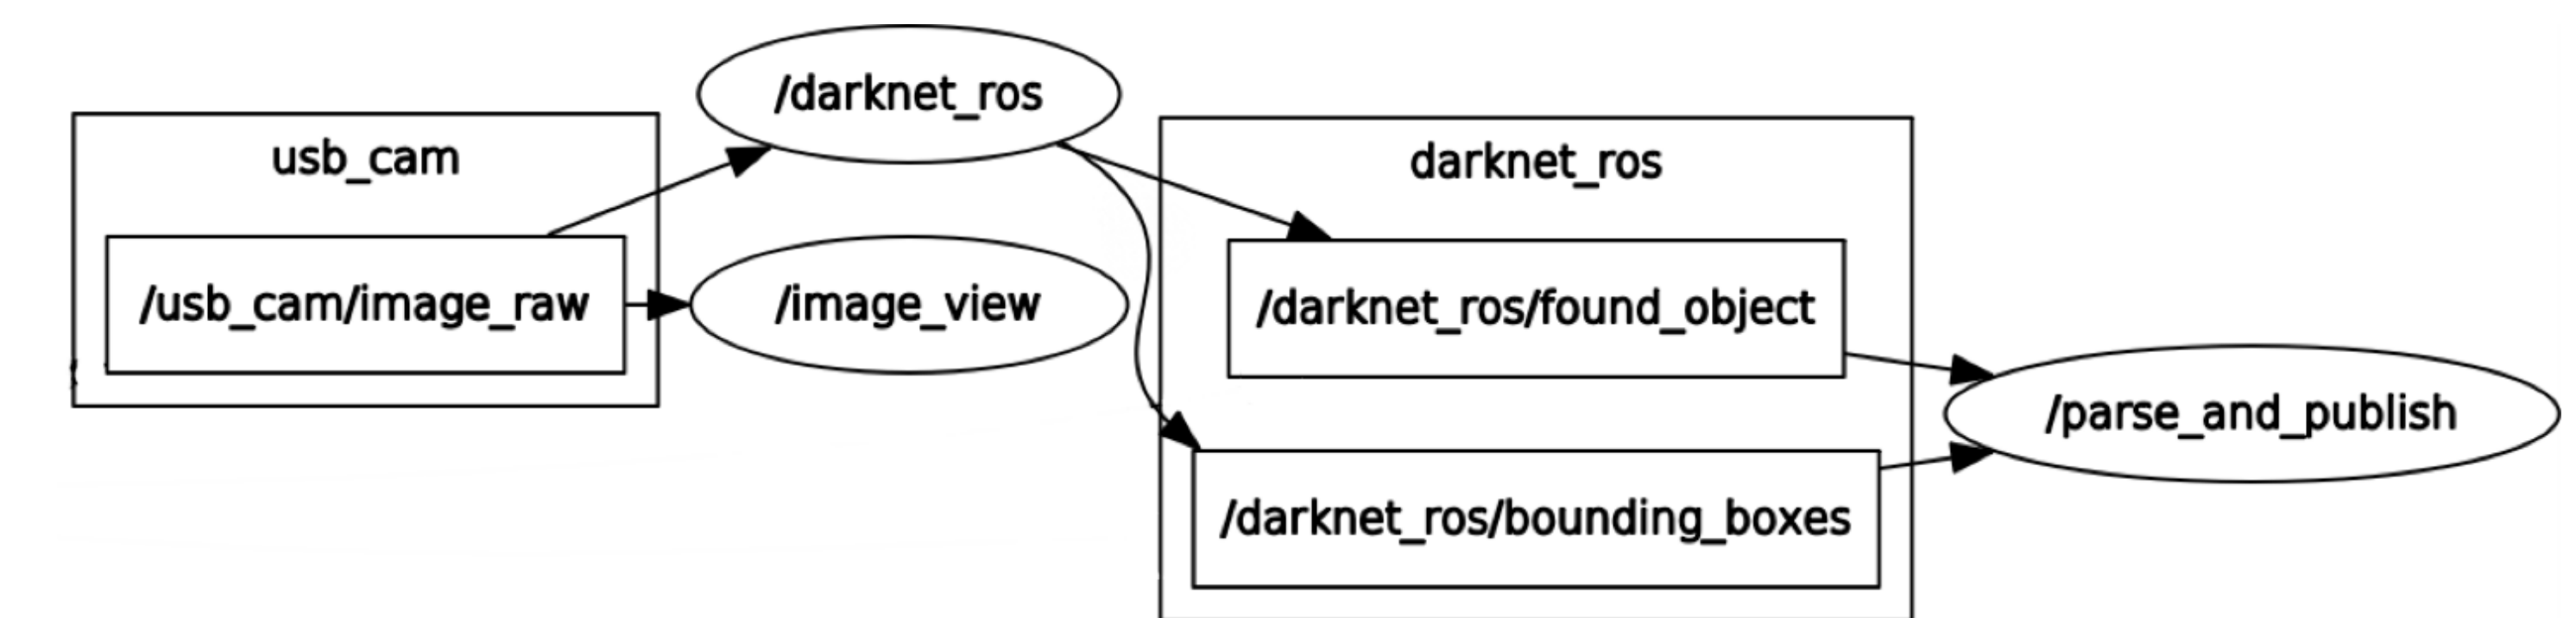 /darknet_ros
usb_cam
darknet_ros
/usb_cam/image_raw
/image_view
/darknet_ros/found_object
/parse_and_publish
/darknet_ros/bounding_boxes